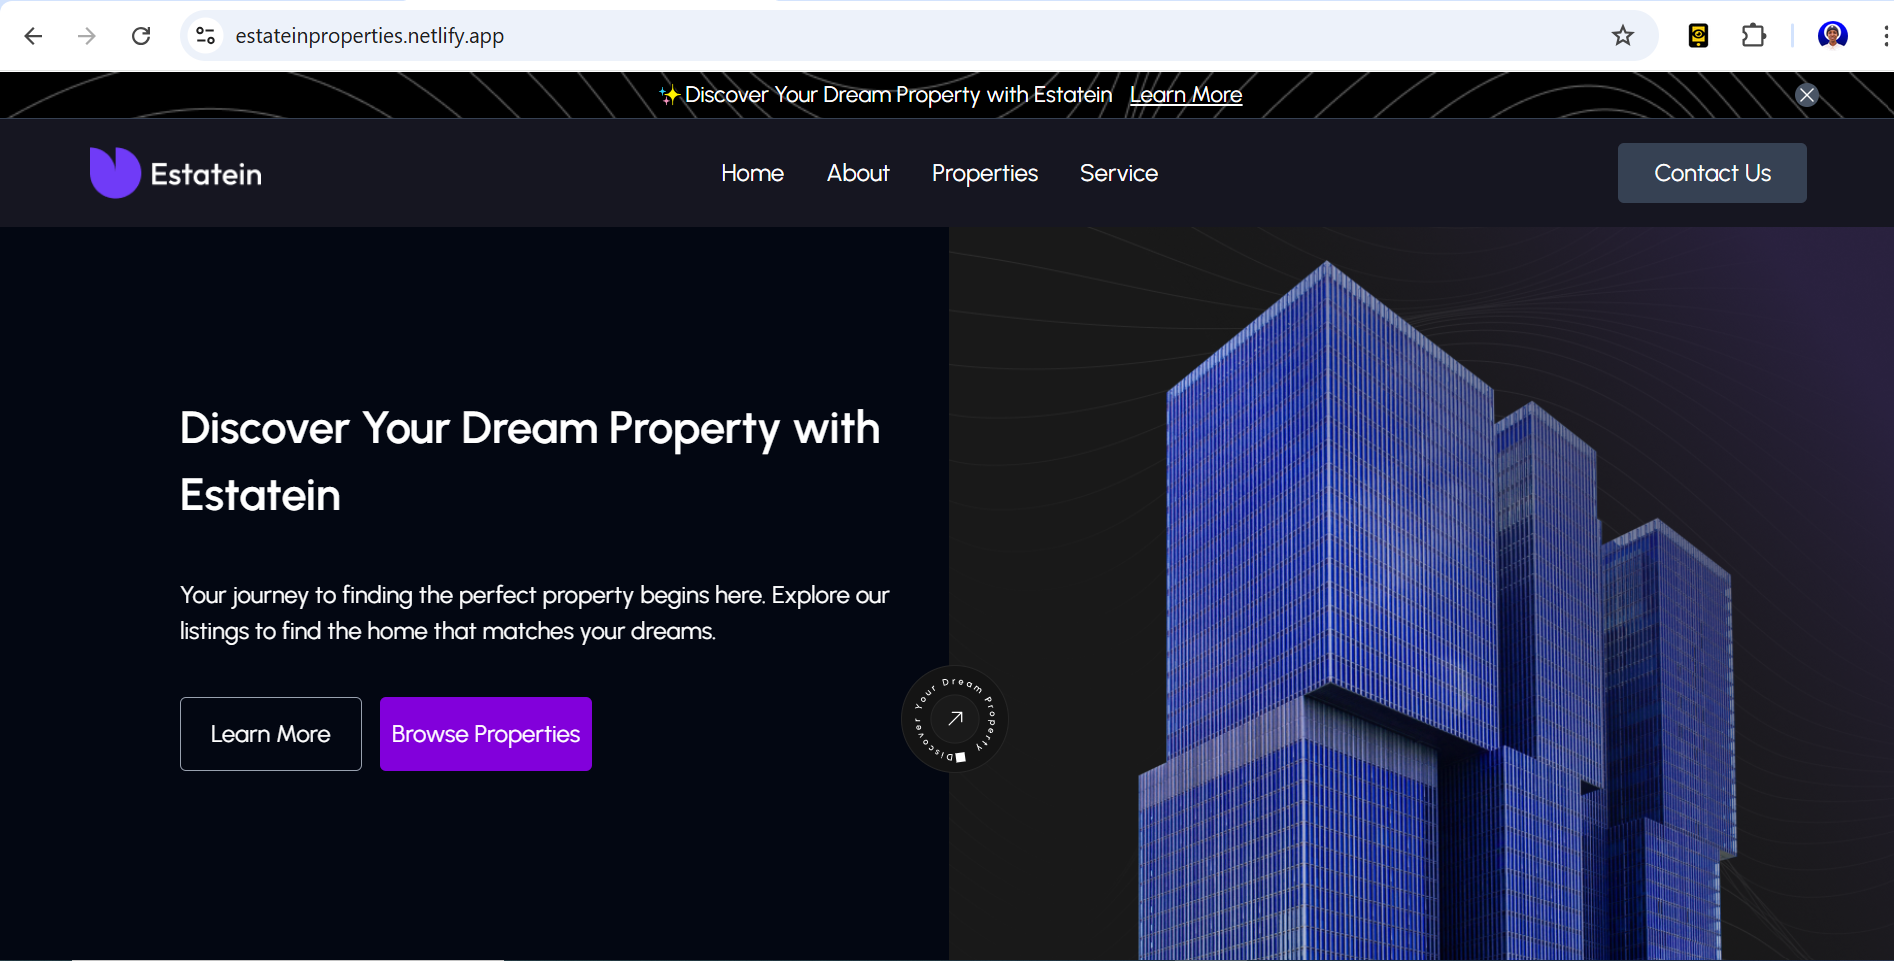 estateinproperties.netlify.app
✨Discover Your Dream Property with Estatein Learn More
Estatein
Home About Properties Service
Contact Us
Discover Your Dream Property with
Estatein
Your journey to finding the perfect property begins here. Explore our
listings to find the home that matches your dreams.
Learn More Browse Properties
Discover Your Dream Property